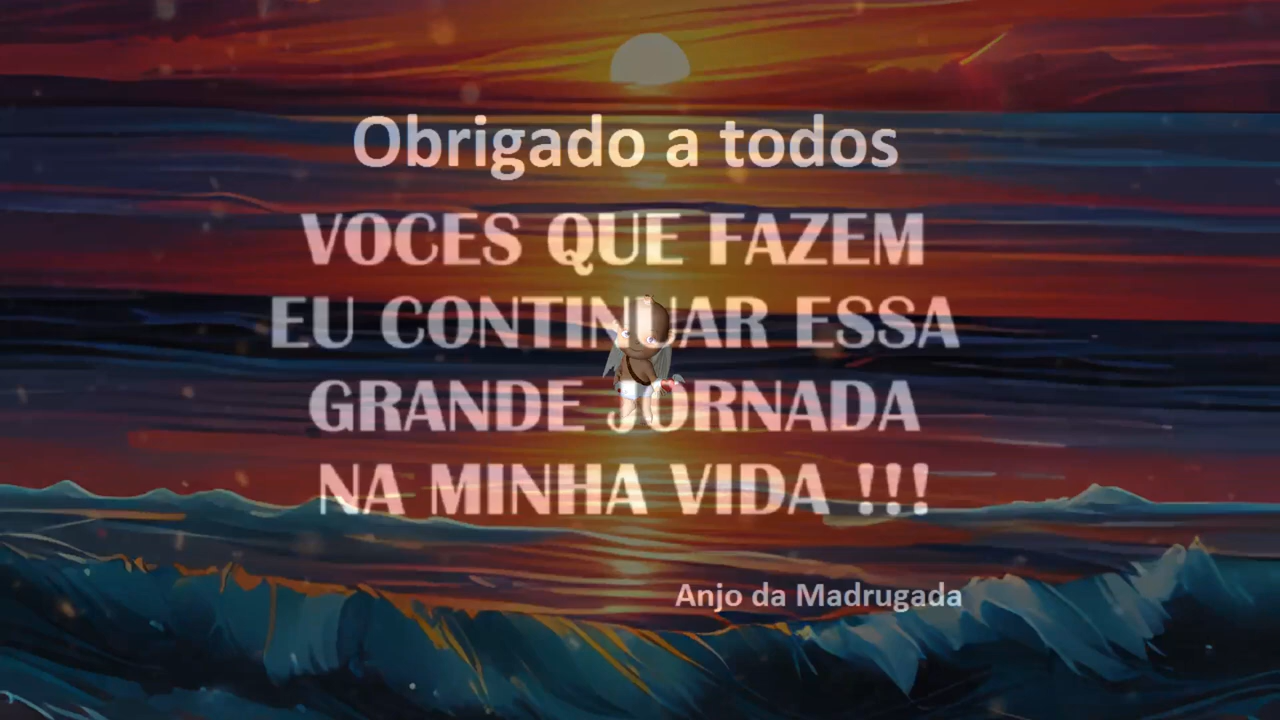 Obrigado a todos
VOCES QUE FAZEM
EU CONTINUAR ESSA
GRANDE JORNADA
NA MINHA VIDA !!!
Anjo da Madrugada